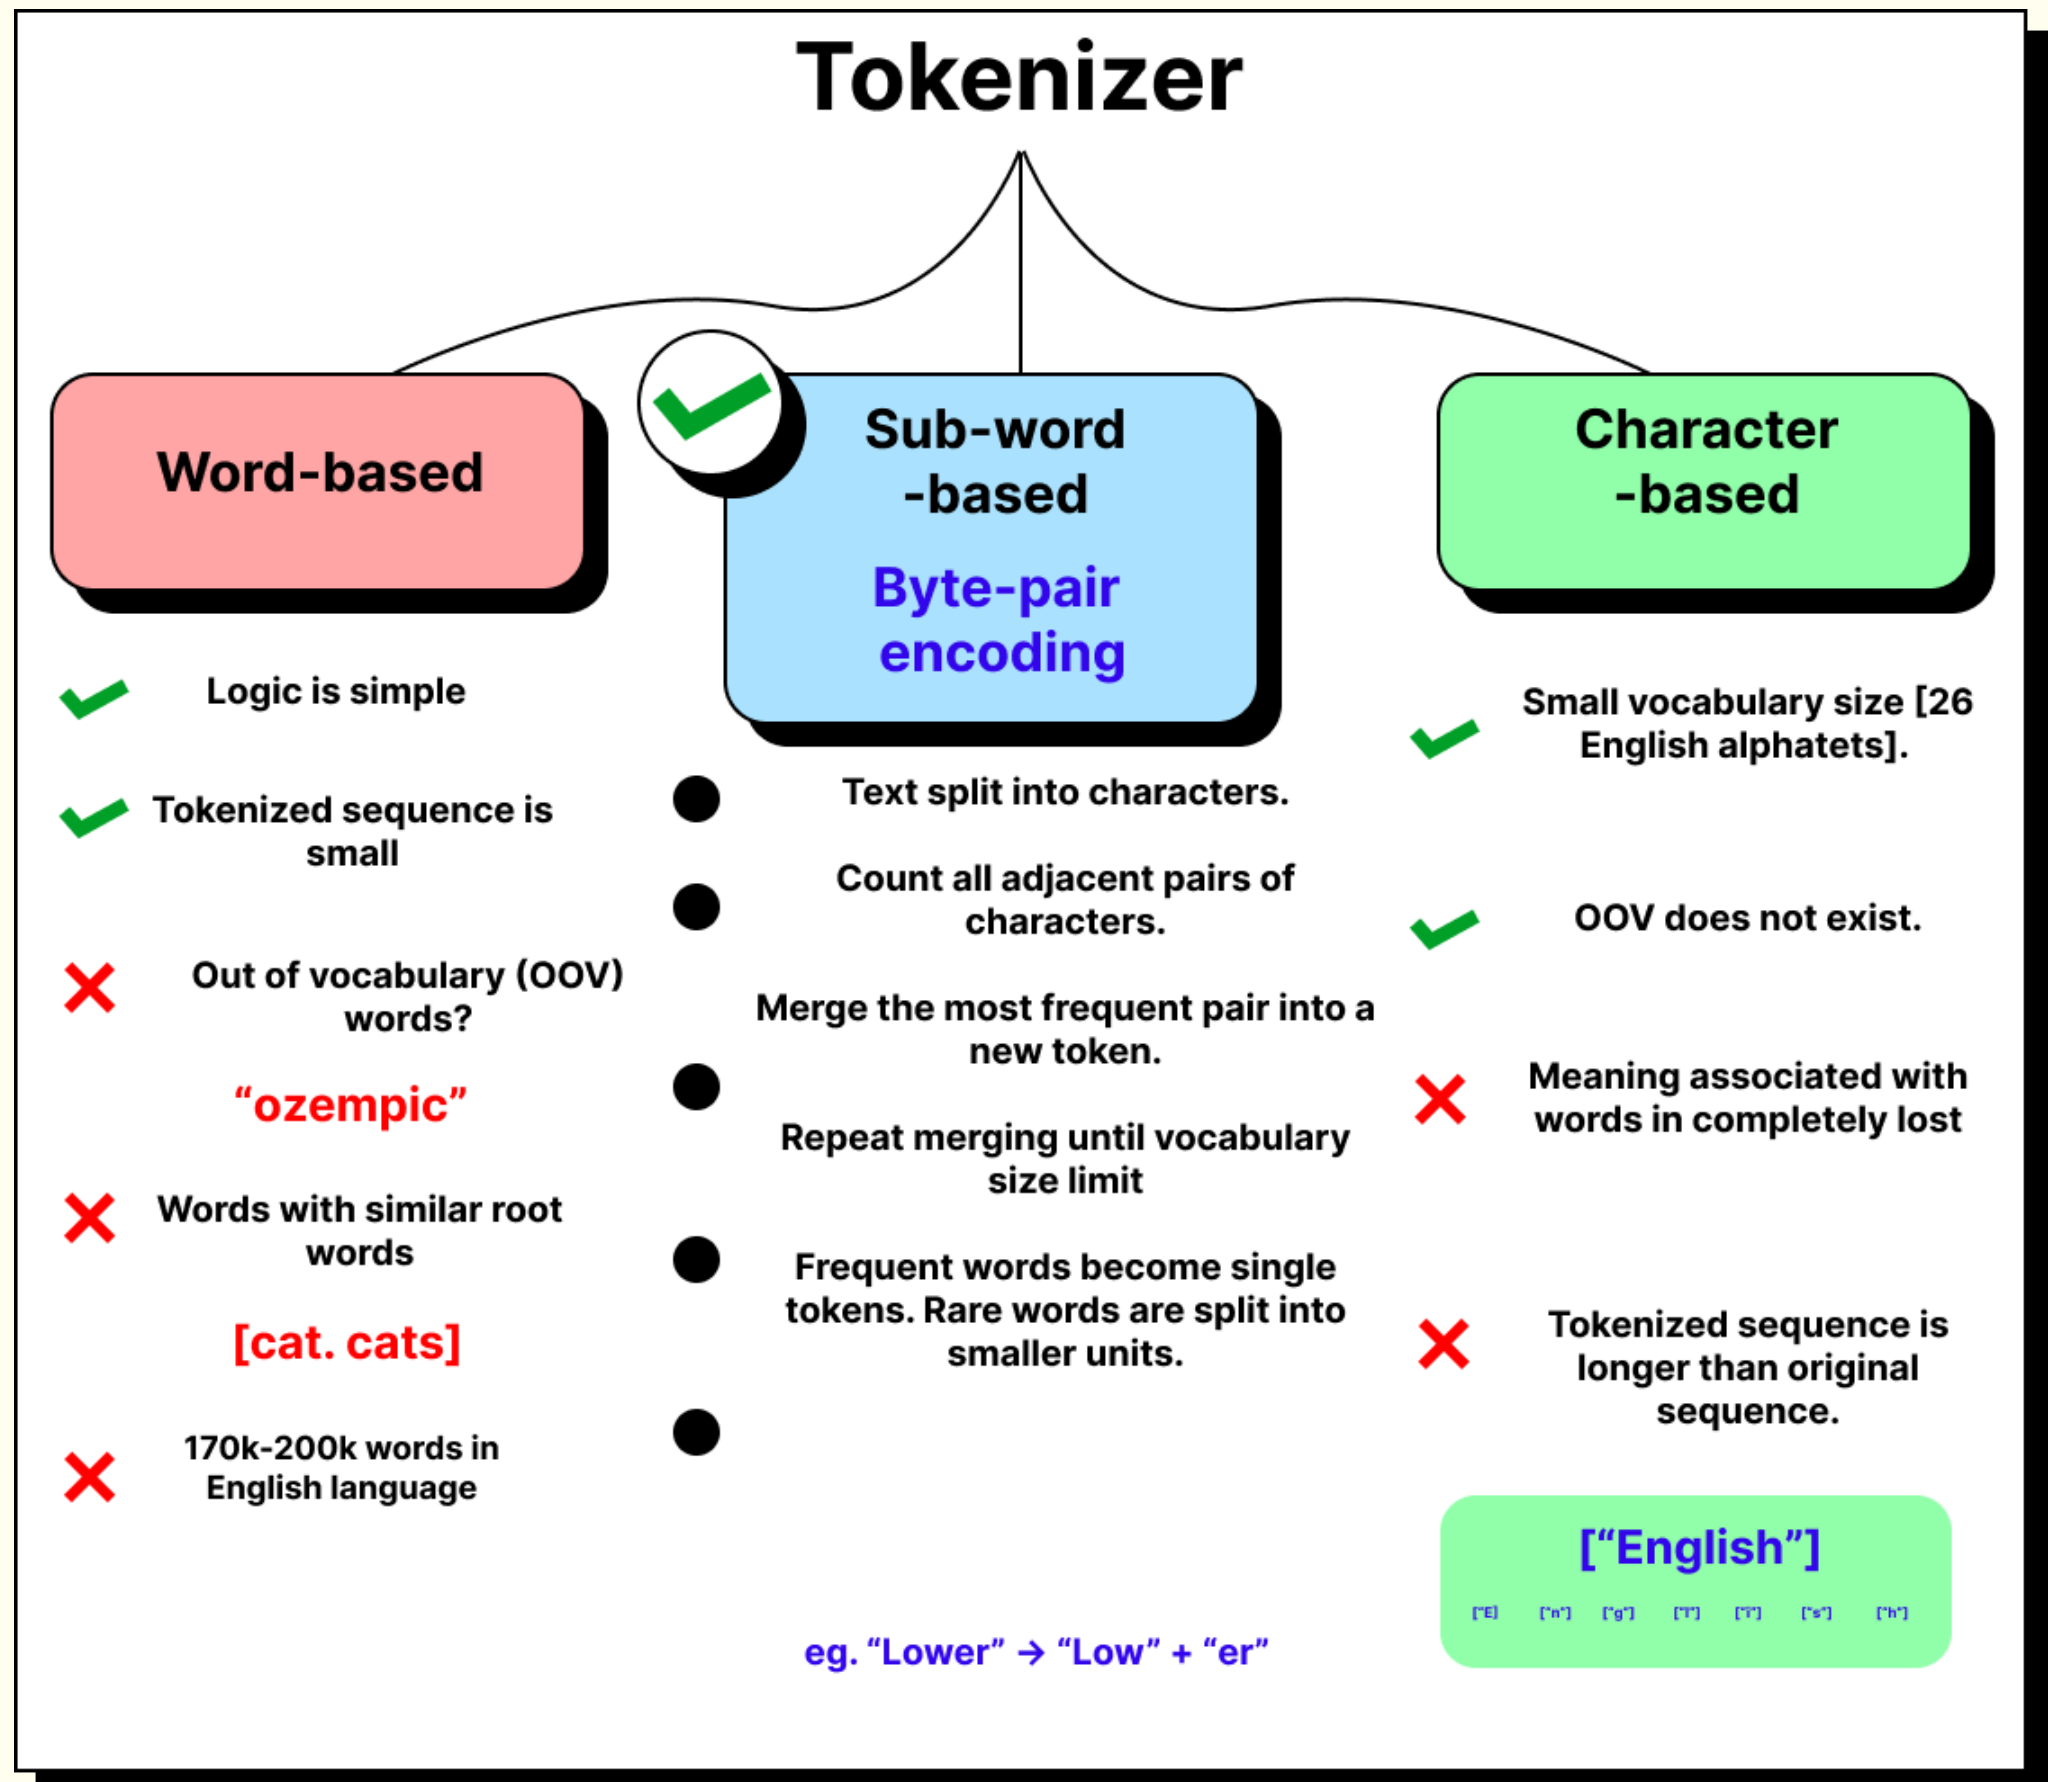 Tokenizer
Word-based
Logic is simple
Tokenized sequence is
small
Out of vocabulary (OOV)
words?
“ozempic”
Words with similar root
words
[cat. cats]
170k-200k words in
English language
Sub-word
-based
Byte-pair
encoding
Text split into characters.
Count all adjacent pairs of
characters.
Merge the most frequent pair into a
new token.
Repeat merging until vocabulary
size limit
Frequent words become single
tokens. Rare words are split into
smaller units.
eg. “Lower” → “Low” + “er”
Character
-based
Small vocabulary size [26
English alphatets].
OOV does not exist.
Meaning associated with
words in completely lost
Tokenized sequence is
longer than original
sequence.
[“English”]
["E] ["n"] ["g"] ["l"] ["i"] ["s"] ["h"]